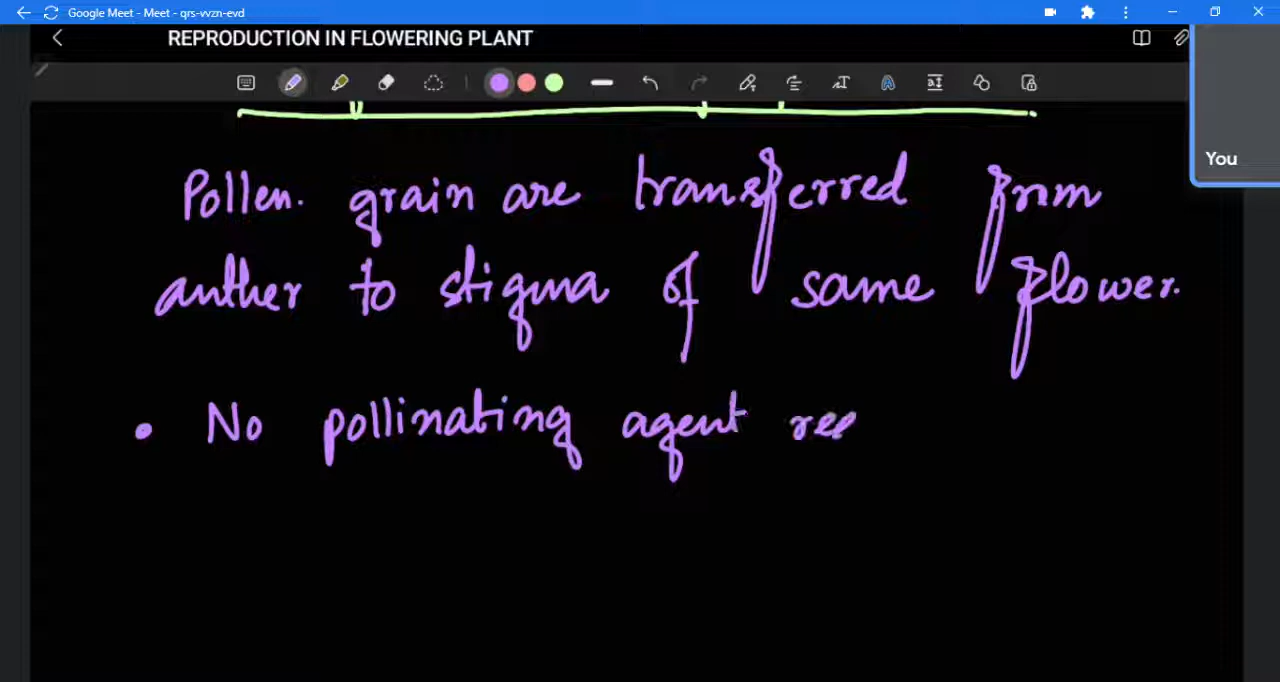 Google Meet - Meet - qrs-vvzn-evd
REPRODUCTION IN FLOWERING PLANT
You
Pollen. grain are transferred from
anther to stigma of same flower.
• No pollinating agent ree